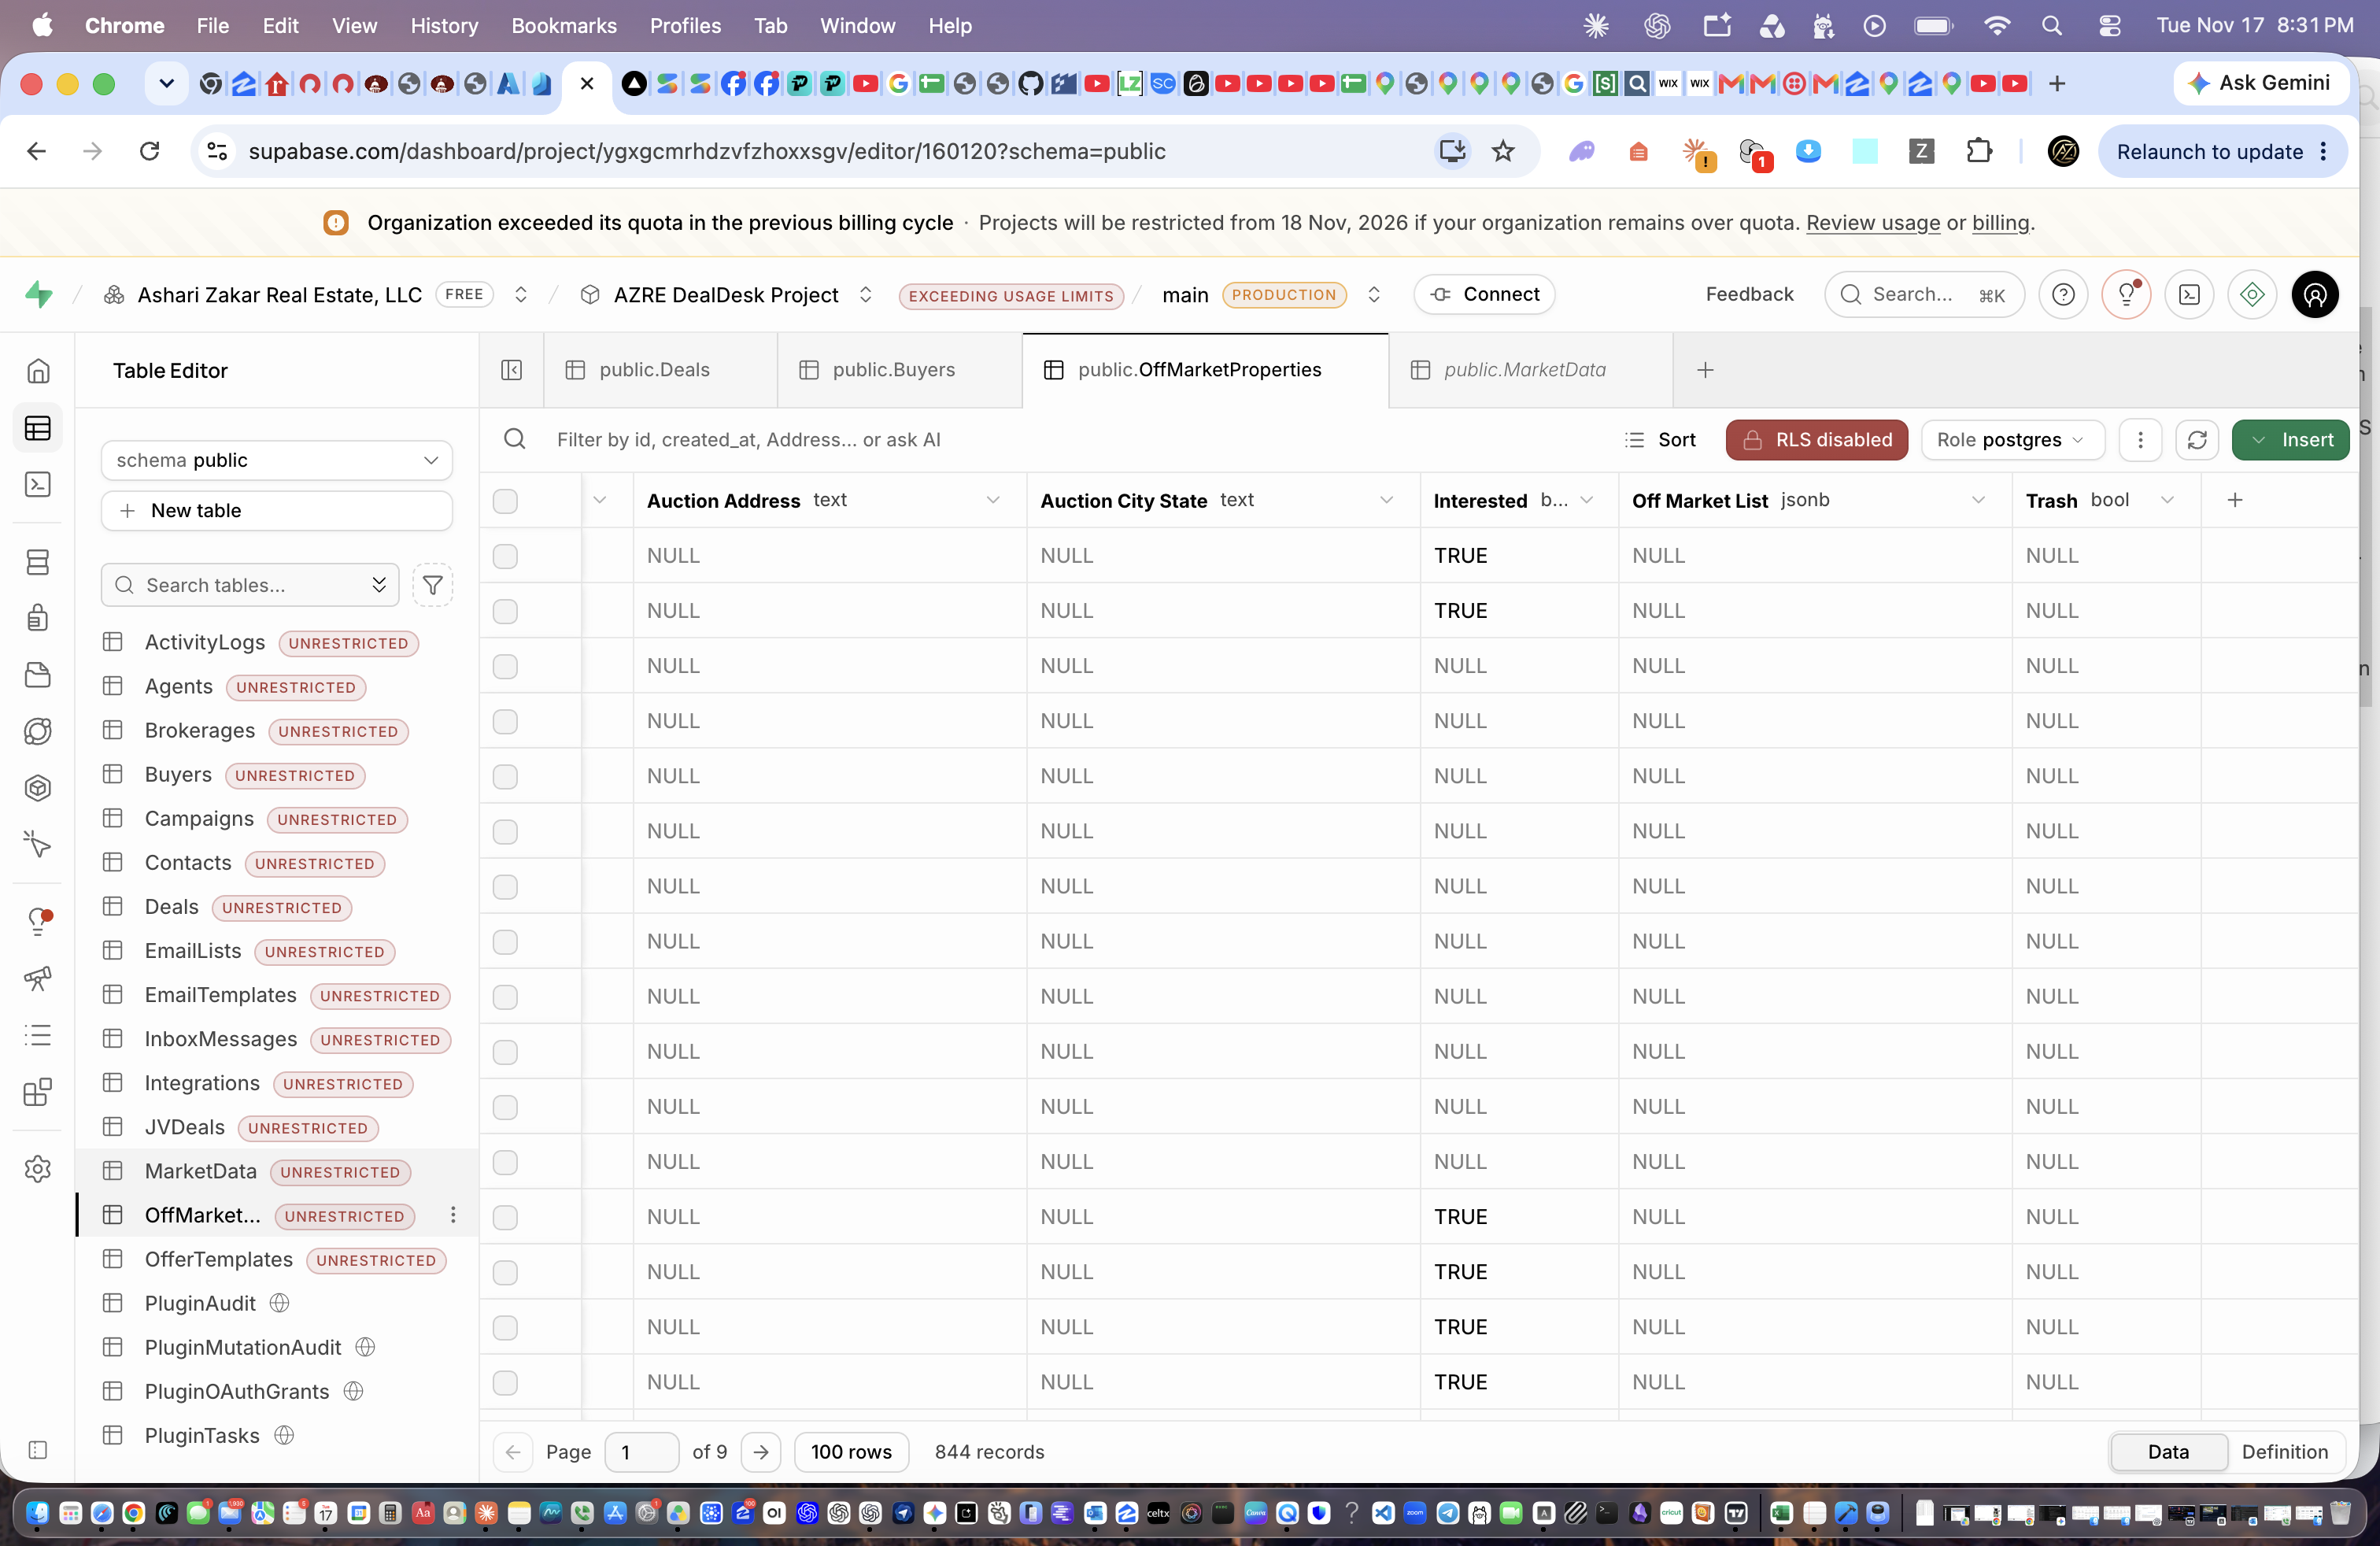 Chrome File Edit View History Bookmarks Profiles Tab Window Help Tue Nov 17 8:31 PM
Ask Gemini
supabase.com/dashboard/project/ygxgcmrhdzvfzhoxxsgv/editor/160120?schema=public Relaunch to update
Organization exceeded its quota in the previous billing cycle · Projects will be restricted from 18 Nov, 2026 if your organization remains over quota. Review usage or billing.
Ashari Zakar Real Estate, LLC FREE AZRE DealDesk Project EXCEEDING USAGE LIMITS main PRODUCTION Connect Feedback Search... ⌘K
Table Editor
public.Deals public.Buyers public.OffMarketProperties public.MarketData
Filter by id, created_at, Address... or ask AI Sort RLS disabled Role postgres Insert
schema public
New table
Search tables...
ActivityLogs UNRESTRICTED
Agents UNRESTRICTED
Brokerages UNRESTRICTED
Buyers UNRESTRICTED
Campaigns UNRESTRICTED
Contacts UNRESTRICTED
Deals UNRESTRICTED
EmailLists UNRESTRICTED
EmailTemplates UNRESTRICTED
InboxMessages UNRESTRICTED
Integrations UNRESTRICTED
JVDeals UNRESTRICTED
MarketData UNRESTRICTED
OffMarket... UNRESTRICTED
OfferTemplates UNRESTRICTED
PluginAudit
PluginMutationAudit
PluginOAuthGrants
PluginTasks
Auction Address text Auction City State text Interested b... Off Market List jsonb Trash bool
NULL NULL TRUE NULL NULL
NULL NULL TRUE NULL NULL
NULL NULL NULL NULL NULL
NULL NULL NULL NULL NULL
NULL NULL NULL NULL NULL
NULL NULL NULL NULL NULL
NULL NULL NULL NULL NULL
NULL NULL NULL NULL NULL
NULL NULL NULL NULL NULL
NULL NULL NULL NULL NULL
NULL NULL NULL NULL NULL
NULL NULL NULL NULL NULL
NULL NULL TRUE NULL NULL
NULL NULL TRUE NULL NULL
NULL NULL TRUE NULL NULL
NULL NULL TRUE NULL NULL
Page 1 of 9 100 rows 844 records Data Definition